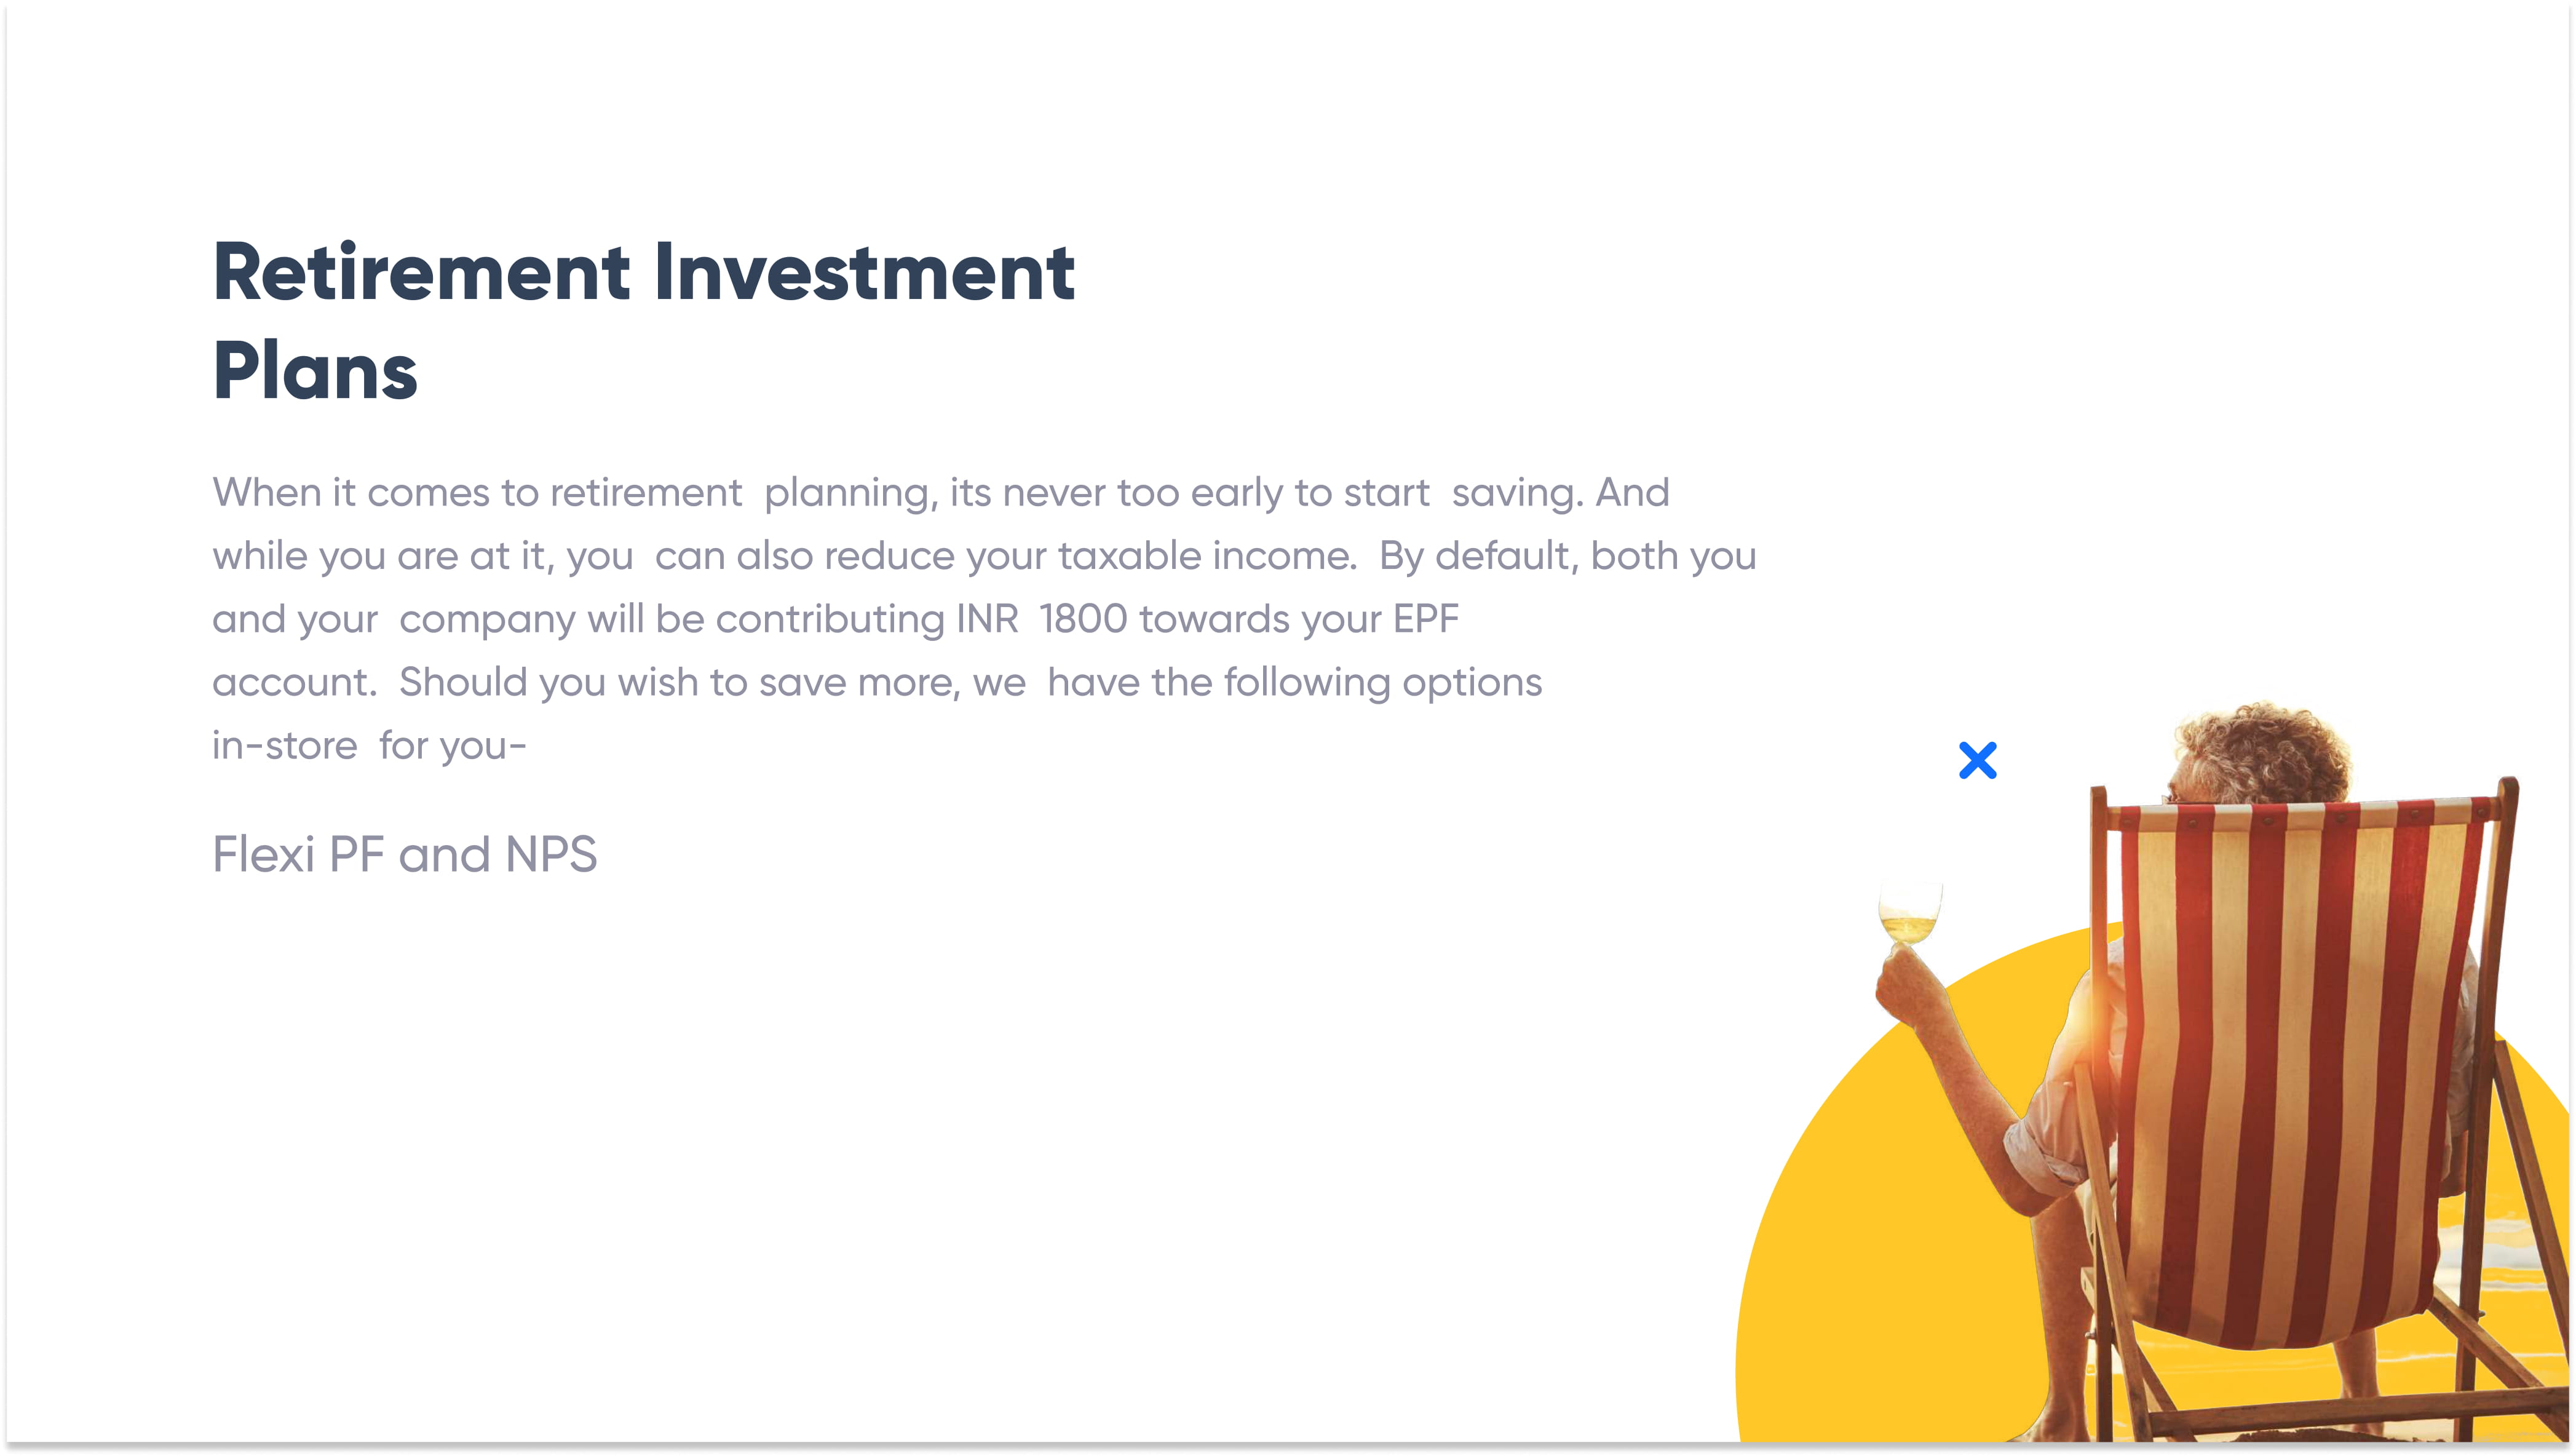 Retirement Investment
Plans
When it comes to retirement planning, its never too early to start saving. And
while you are at it, you can also reduce your taxable income. By default, both you
and your company will be contributing INR 1800 towards your EPF
account. Should you wish to save more, we have the following options
in-store for you-
Flexi PF and NPS